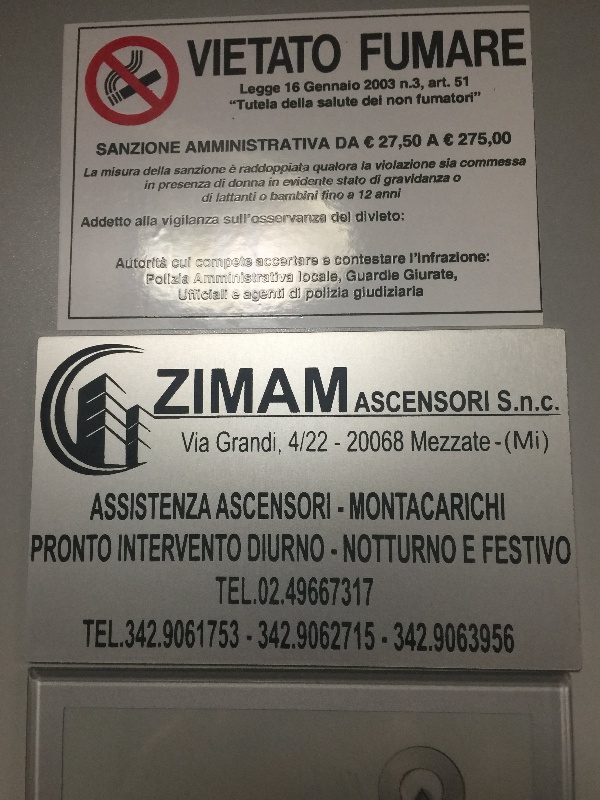 VIETATO FUMARE
Legge 16 Gennaio 2003 n.3, art. 51
"Tutela della salute dei non fumatori"
SANZIONE AMMINISTRATIVA DA € 27,50 A € 275,00
La misura della sanzione è raddoppiata qualora la violazione sia commessa
in presenza di donna in evidente stato di gravidanza o
di lattanti o bambini fino a 12 anni
Addetto alla vigilanza sull'osservanza del divieto:
Autorità cui compete accertare e contestare l'infrazione:
Polizia Amministrativa locale, Guardie Giurate,
Ufficiali e agenti di polizia giudiziaria
ZIMAM ASCENSORI S.n.c.
Via Grandi, 4/22 - 20068 Mezzate - (Mi)
ASSISTENZA ASCENSORI - MONTACARICHI
PRONTO INTERVENTO DIURNO - NOTTURNO E FESTIVO
TEL.02.49667317
TEL.342.9061753 - 342.9062715 - 342.9063956